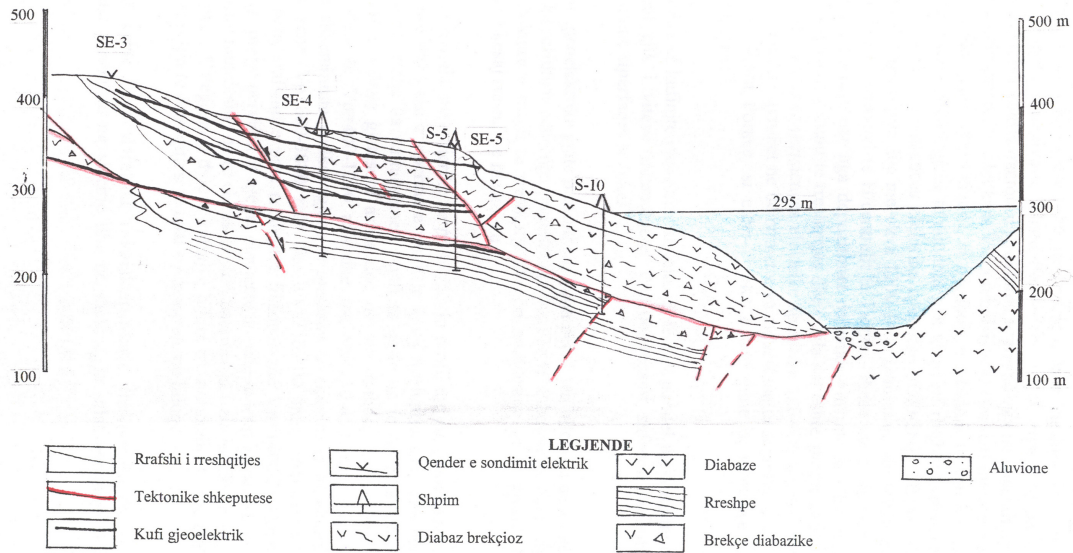 500
500 m
SE-3
400
400
SE-4
S-5
SE-5
300
S-10
295 m
300
200
200
100
100 m
LEGJENDE
Rrafshi i rreshqitjes
Qender e sondimit elektrik
Diabaze
Aluvione
Tektonike shkeputese
Shpim
Rreshpe
Kufi gjeoelektrik
Diabaz brekçioz
Brekçe diabazike